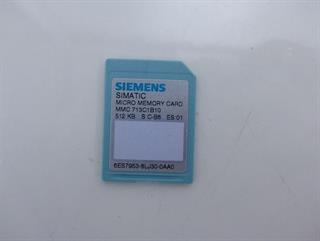 SIEMENS
SIMATIC
MICRO MEMORY CARD
MMC 713C1B10
512 KB S C-B6 ES:01
6ES7953-8LJ30-0AA0